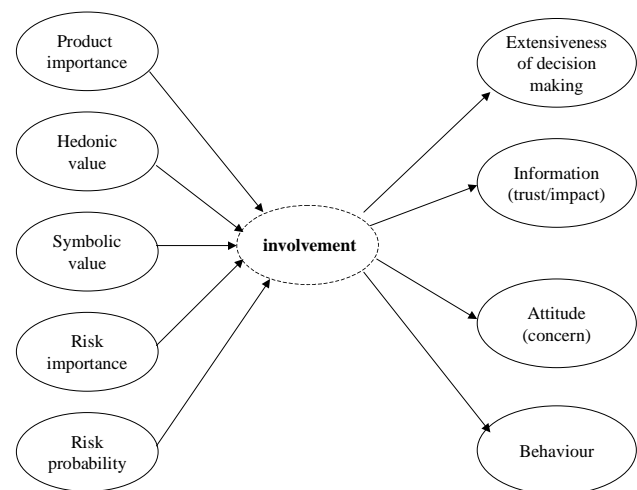 Product
importance
Hedonic
value
Symbolic
value
Risk
importance
Risk
probability
involvement
Extensiveness
of decision
making
Information
(trust/impact)
Attitude
(concern)
Behaviour